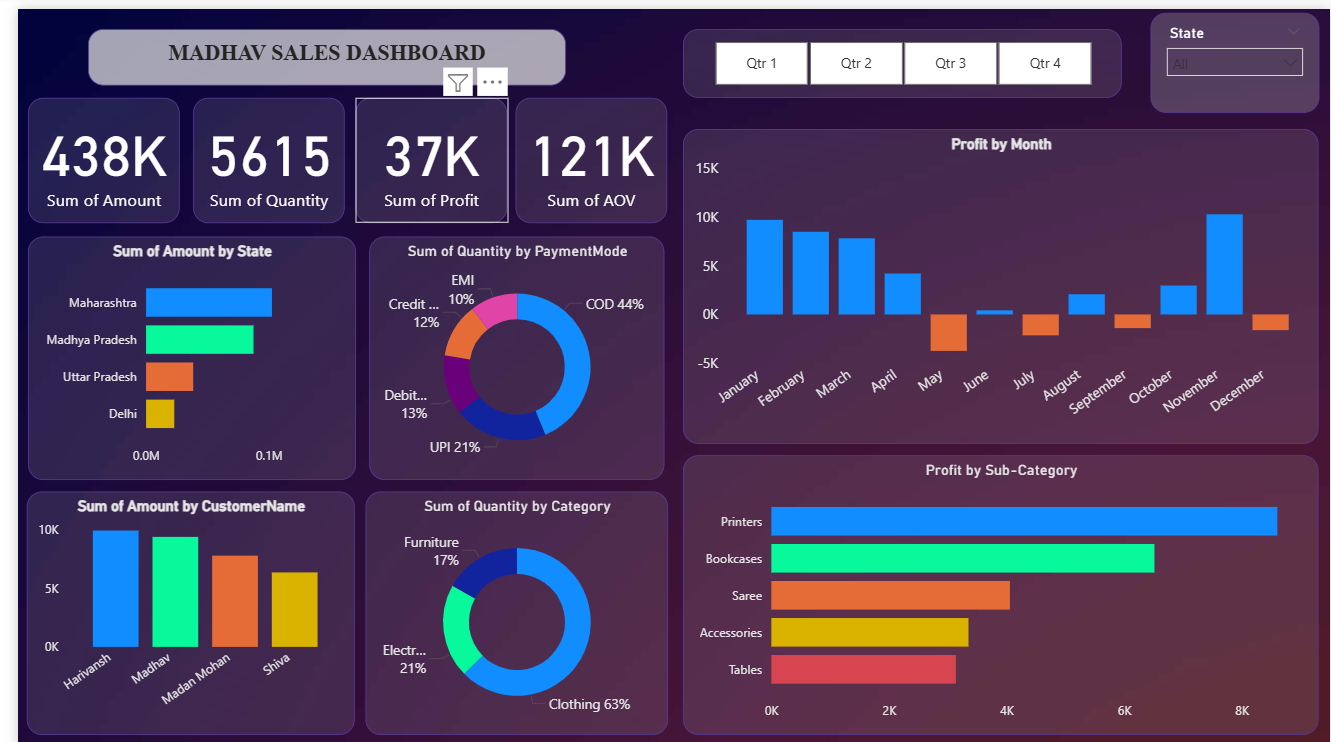 MADHAV SALES DASHBOARD
Qtr 1
Qtr 2
Qtr 3
Qtr 4
State
All
438K
Sum of Amount
5615
Sum of Quantity
37K
Sum of Profit
121K
Sum of AOV
Sum of Amount by State
Maharashtra
Madhya Pradesh
Uttar Pradesh
Delhi
0.0M
0.1M
Sum of Quantity by PaymentMode
EMI
10%
Credit ...
12%
COD 44%
Debit...
13%
UPI 21%
Profit by Month
15K
10K
5K
0K
-5K
January
February
March
April
May
June
July
August
September
October
November
December
Sum of Amount by CustomerName
10K
5K
0K
Harivansh
Madhav
Madan Mohan
Shiva
Sum of Quantity by Category
Furniture
17%
Electr...
21%
Clothing 63%
Profit by Sub-Category
Printers
Bookcases
Saree
Accessories
Tables
0K
2K
4K
6K
8K